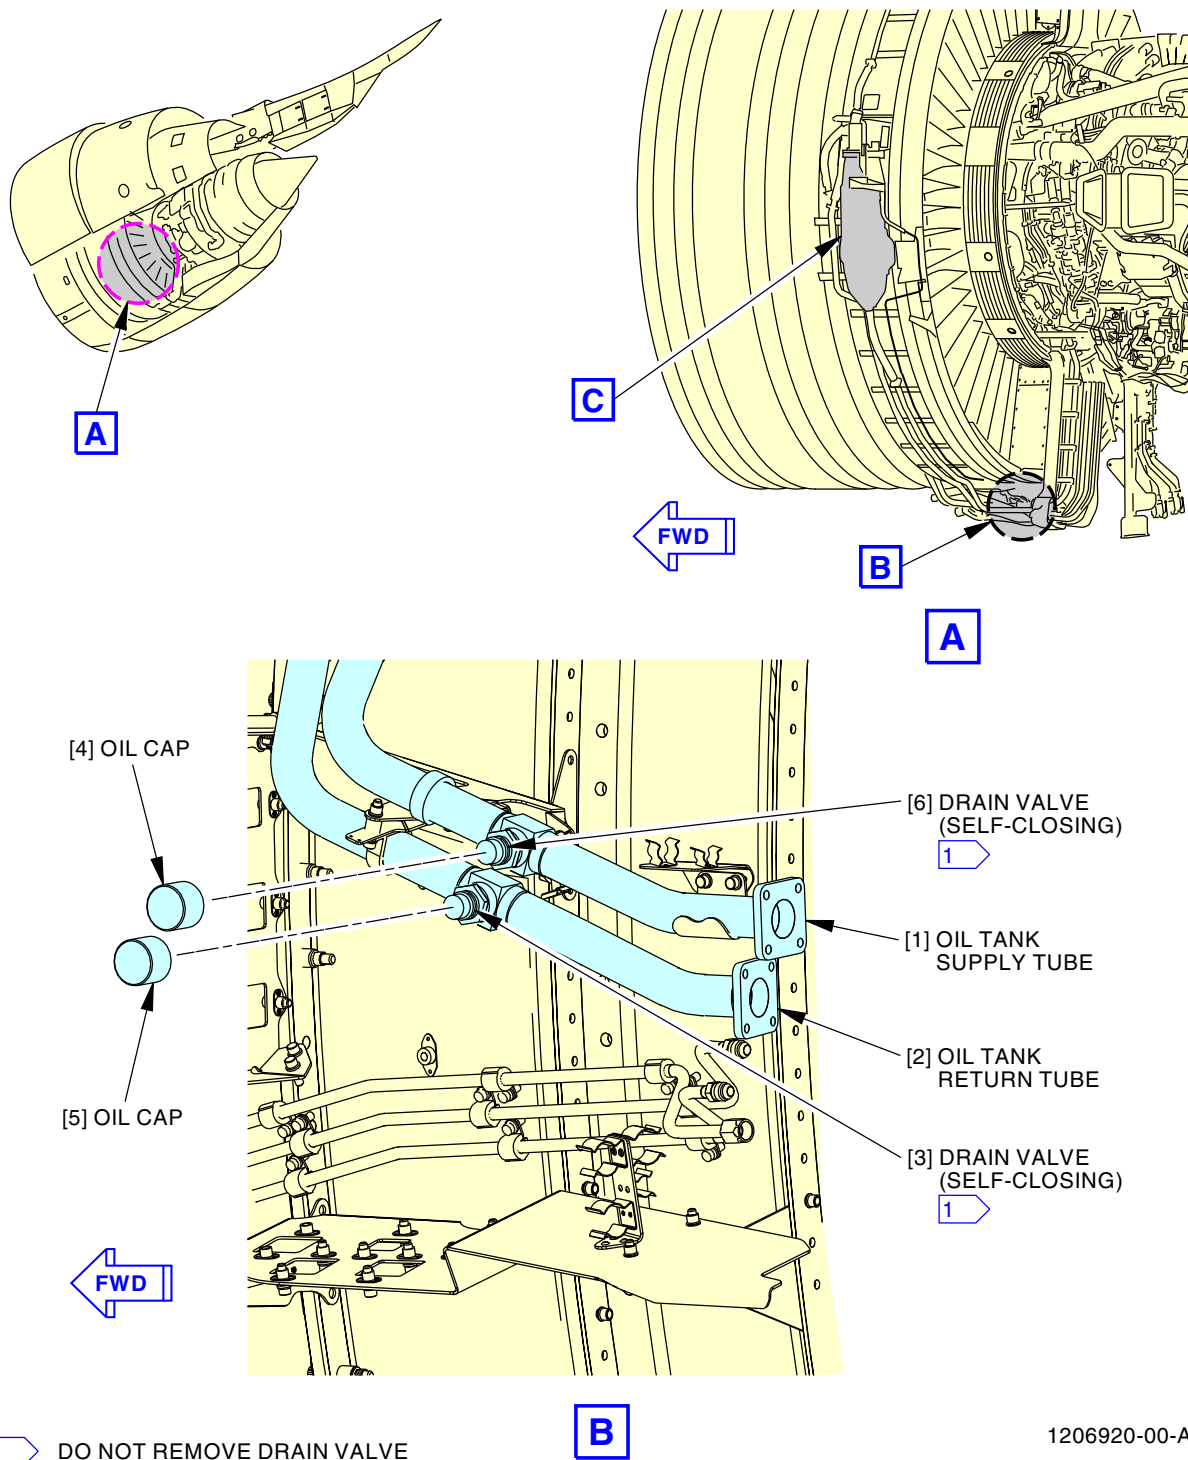 A
C
FWD
B
A
[4] OIL CAP
[6] DRAIN VALVE
(SELF-CLOSING)
1
[1] OIL TANK
SUPPLY TUBE
[2] OIL TANK
RETURN TUBE
[5] OIL CAP
[3] DRAIN VALVE
(SELF-CLOSING)
1
FWD
B
DO NOT REMOVE DRAIN VALVE
1206920-00-A